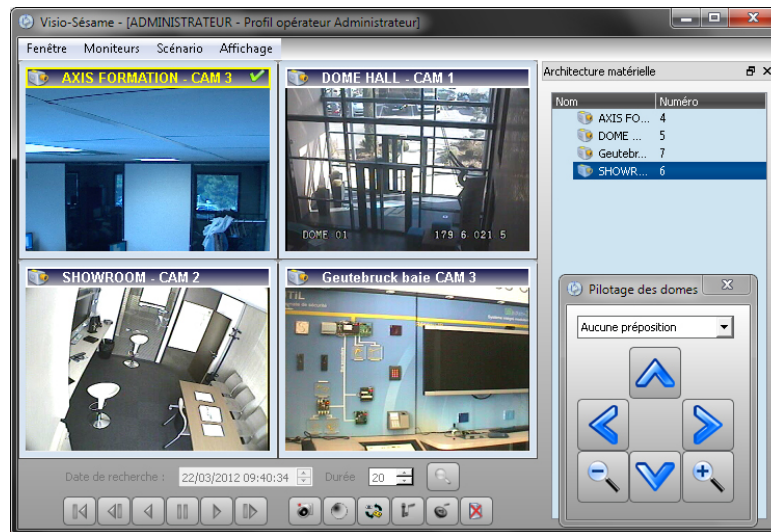 Visio-Sésame - [ADMINISTRATEUR - Profil opérateur Administrateur]
Fenêtre Moniteurs Scénario Affichage
AXIS FORMATION - CAM 3
DOME HALL - CAM 1
DOME 01 179 6 021 5
SHOWROOM - CAM 2
Geutebruck baie CAM 3
TIL
Architecture matérielle
Nom Numéro
AXIS FO... 4
DOME ... 5
Geutebr... 7
SHOWR... 6
Pilotage des domes
Aucune préposition
Date de recherche : 22/03/2012 09:40:34 Durée 20